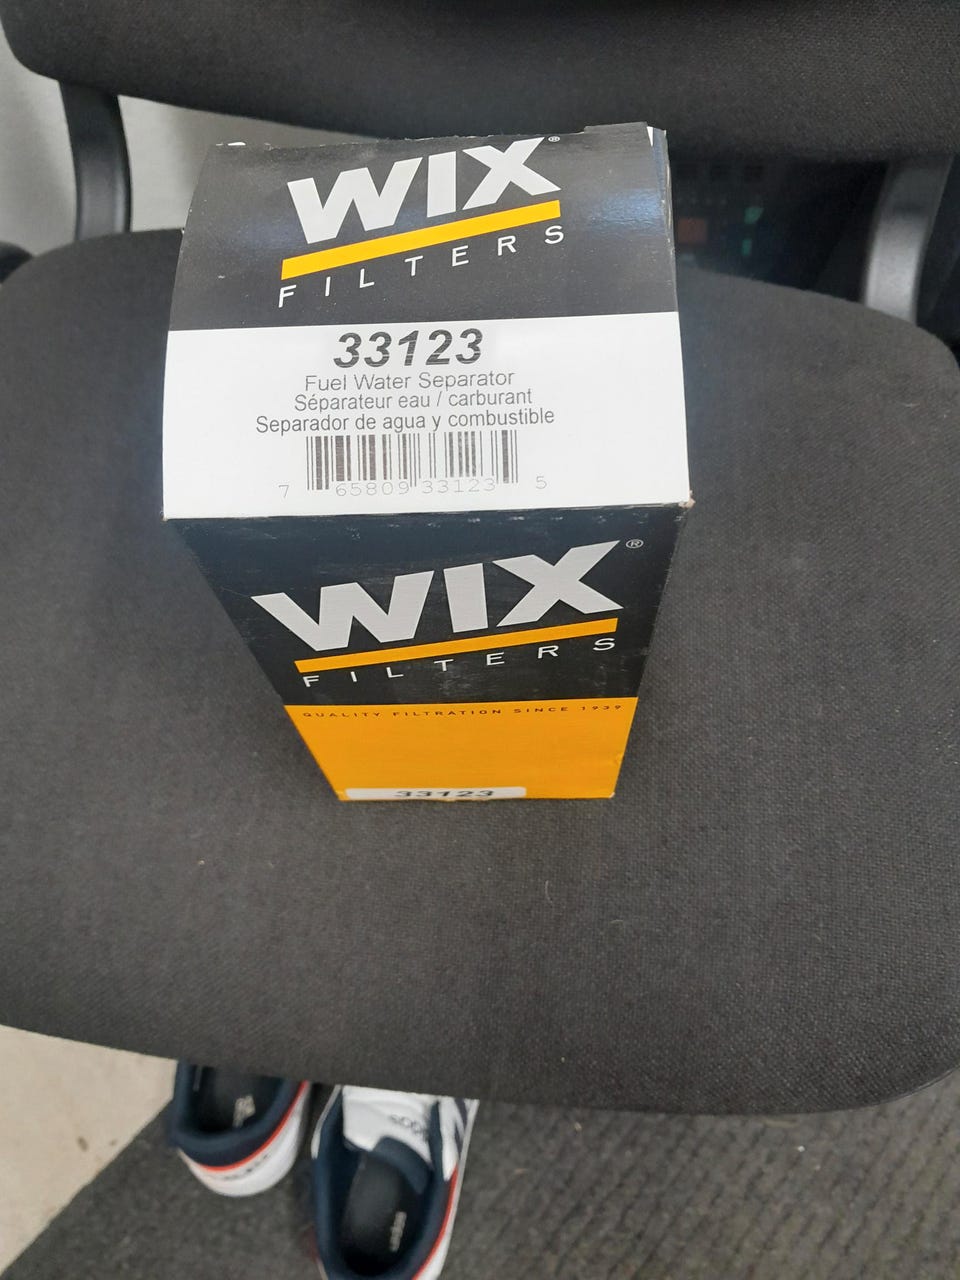 WIX®
FILTERS
33123
Fuel Water Separator
Séparateur eau / carburant
Separador de agua y combustible
7 65809 33123 5
WIX®
FILTERS
QUALITY FILTRATION SINCE 1939
33123
adidas